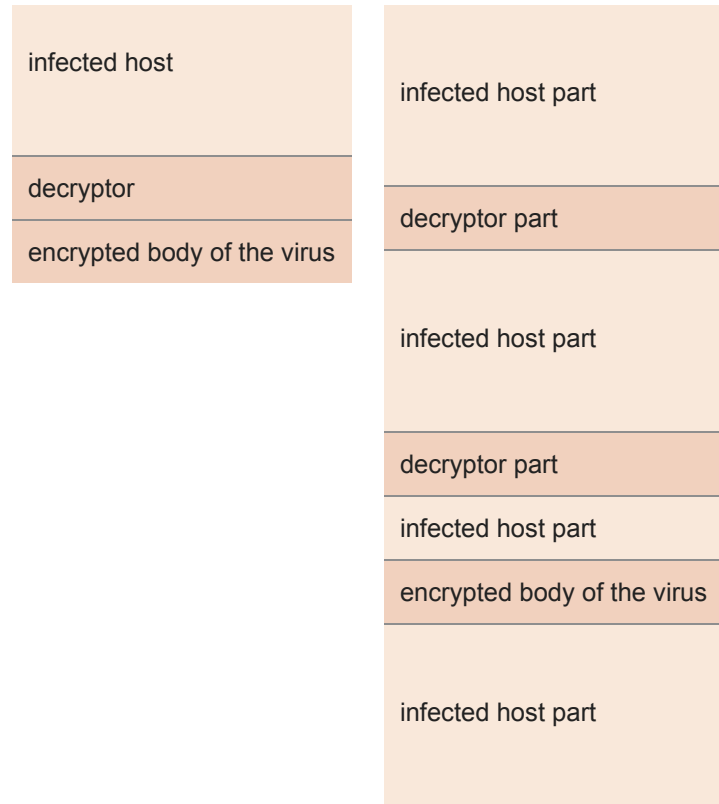 infected host
decryptor
encrypted body of the virus
infected host part
decryptor part
infected host part
decryptor part
infected host part
encrypted body of the virus
infected host part